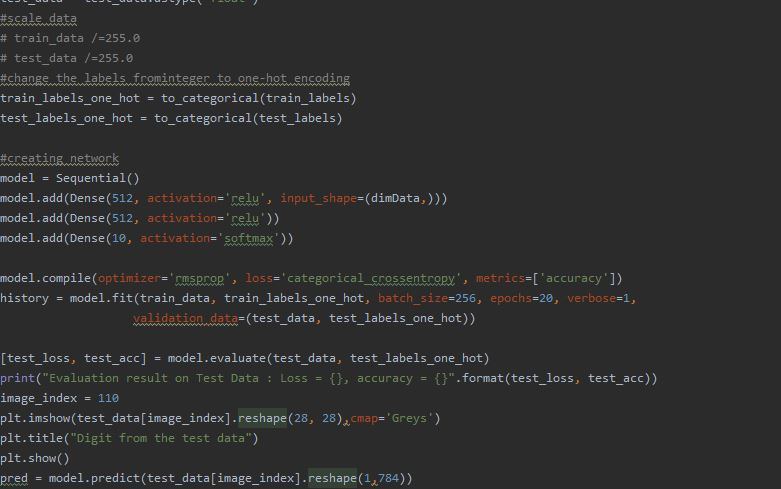 test_data = test_data.astype('float')
#scale data
# train_data /=255.0
# test_data /=255.0
#change the labels frominteger to one-hot encoding
train_labels_one_hot = to_categorical(train_labels)
test_labels_one_hot = to_categorical(test_labels)
#creating network
model = Sequential()
model.add(Dense(512, activation='relu', input_shape=(dimData,)))
model.add(Dense(512, activation='relu'))
model.add(Dense(10, activation='softmax'))
model.compile(optimizer='rmsprop', loss='categorical_crossentropy', metrics=['accuracy'])
history = model.fit(train_data, train_labels_one_hot, batch_size=256, epochs=20, verbose=1,
validation_data=(test_data, test_labels_one_hot))
[test_loss, test_acc] = model.evaluate(test_data, test_labels_one_hot)
print("Evaluation result on Test Data : Loss = {}, accuracy = {}".format(test_loss, test_acc))
image_index = 110
plt.imshow(test_data[image_index].reshape(28, 28),cmap='Greys')
plt.title("Digit from the test data")
plt.show()
pred = model.predict(test_data[image_index].reshape(1,784))